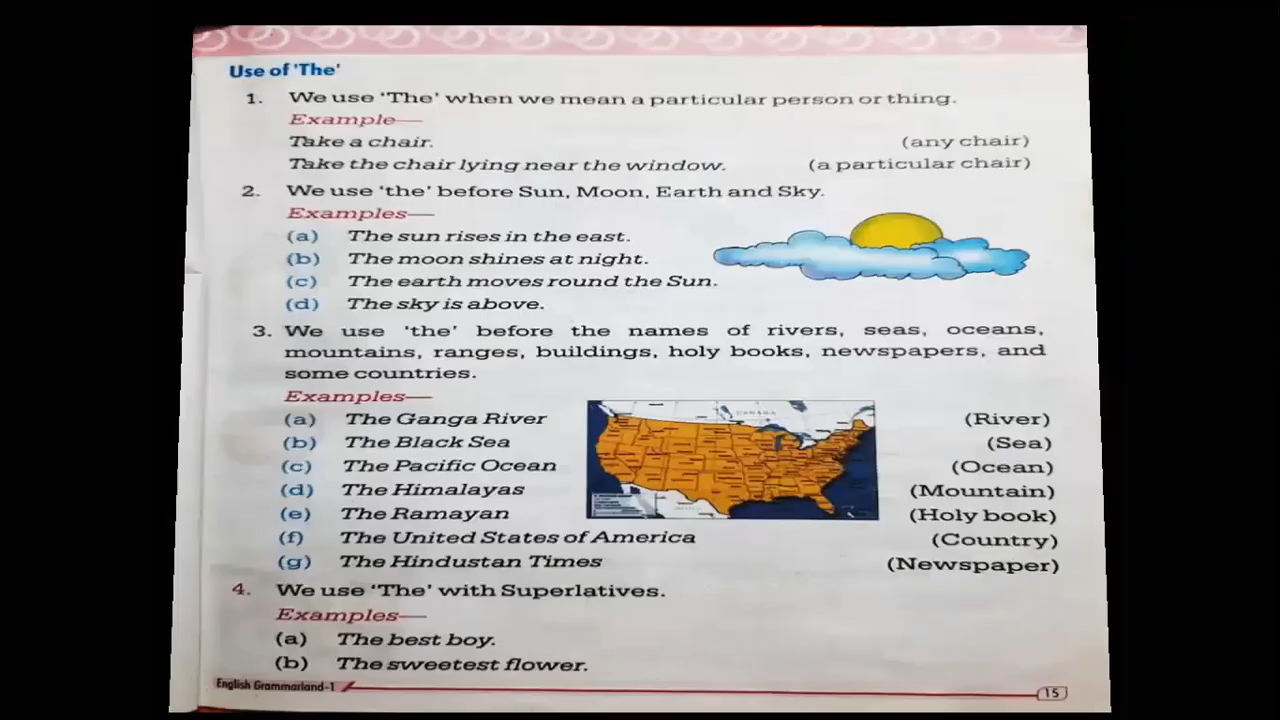 Use of 'The'
1. We use 'The' when we mean a particular person or thing.
Example—
Take a chair. (any chair)
Take the chair lying near the window. (a particular chair)
2. We use 'the' before Sun, Moon, Earth and Sky.
Examples—
(a) The sun rises in the east.
(b) The moon shines at night.
(c) The earth moves round the Sun.
(d) The sky is above.
3. We use 'the' before the names of rivers, seas, oceans,
mountains, ranges, buildings, holy books, newspapers, and
some countries.
Examples—
CANADA
(a) The Ganga River (River)
(b) The Black Sea (Sea)
(c) The Pacific Ocean (Ocean)
(d) The Himalayas (Mountain)
(e) The Ramayan (Holy book)
(f) The United States of America (Country)
(g) The Hindustan Times (Newspaper)
4. We use 'The' with Superlatives.
Examples—
(a) The best boy.
(b) The sweetest flower.
English Grammarland-1 15